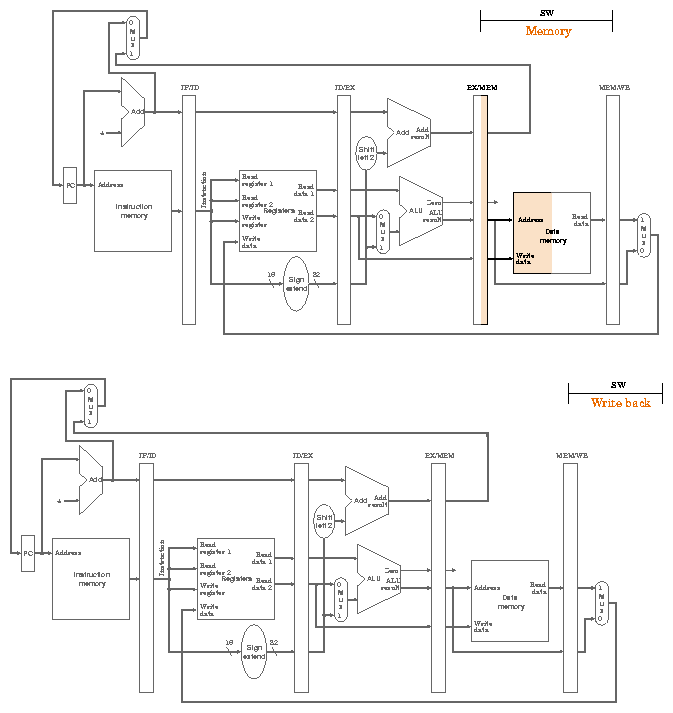 SW
Memory
0
M
u
x
1
IF/ID
ID/EX
EX/MEM
MEM/WB
Add
4
Add
Add
result
Shift
left 2
PC
Address
Instruction
memory
Instruction
Read
register 1
Read
register 2
Write
register
Write
data
Registers
Read
data 1
Read
data 2
0
M
u
x
1
ALU
Zero
ALU
result
Address
Read
data
Data
memory
Write
data
1
M
u
x
0
16
Sign
extend
32
SW
Write back
0
M
u
x
1
IF/ID
ID/EX
EX/MEM
MEM/WB
Add
4
Add
Add
result
Shift
left 2
PC
Address
Instruction
memory
Instruction
Read
register 1
Read
register 2
Write
register
Write
data
Registers
Read
data 1
Read
data 2
0
M
u
x
1
ALU
Zero
ALU
result
Address
Read
data
Data
memory
Write
data
1
M
u
x
0
16
Sign
extend
32